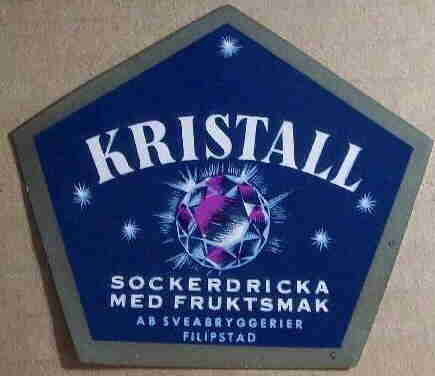 KRISTALL
SOCKERDRICKA
MED FRUKTSMAK
AB SVEABRYGGERIER
FILIPSTAD